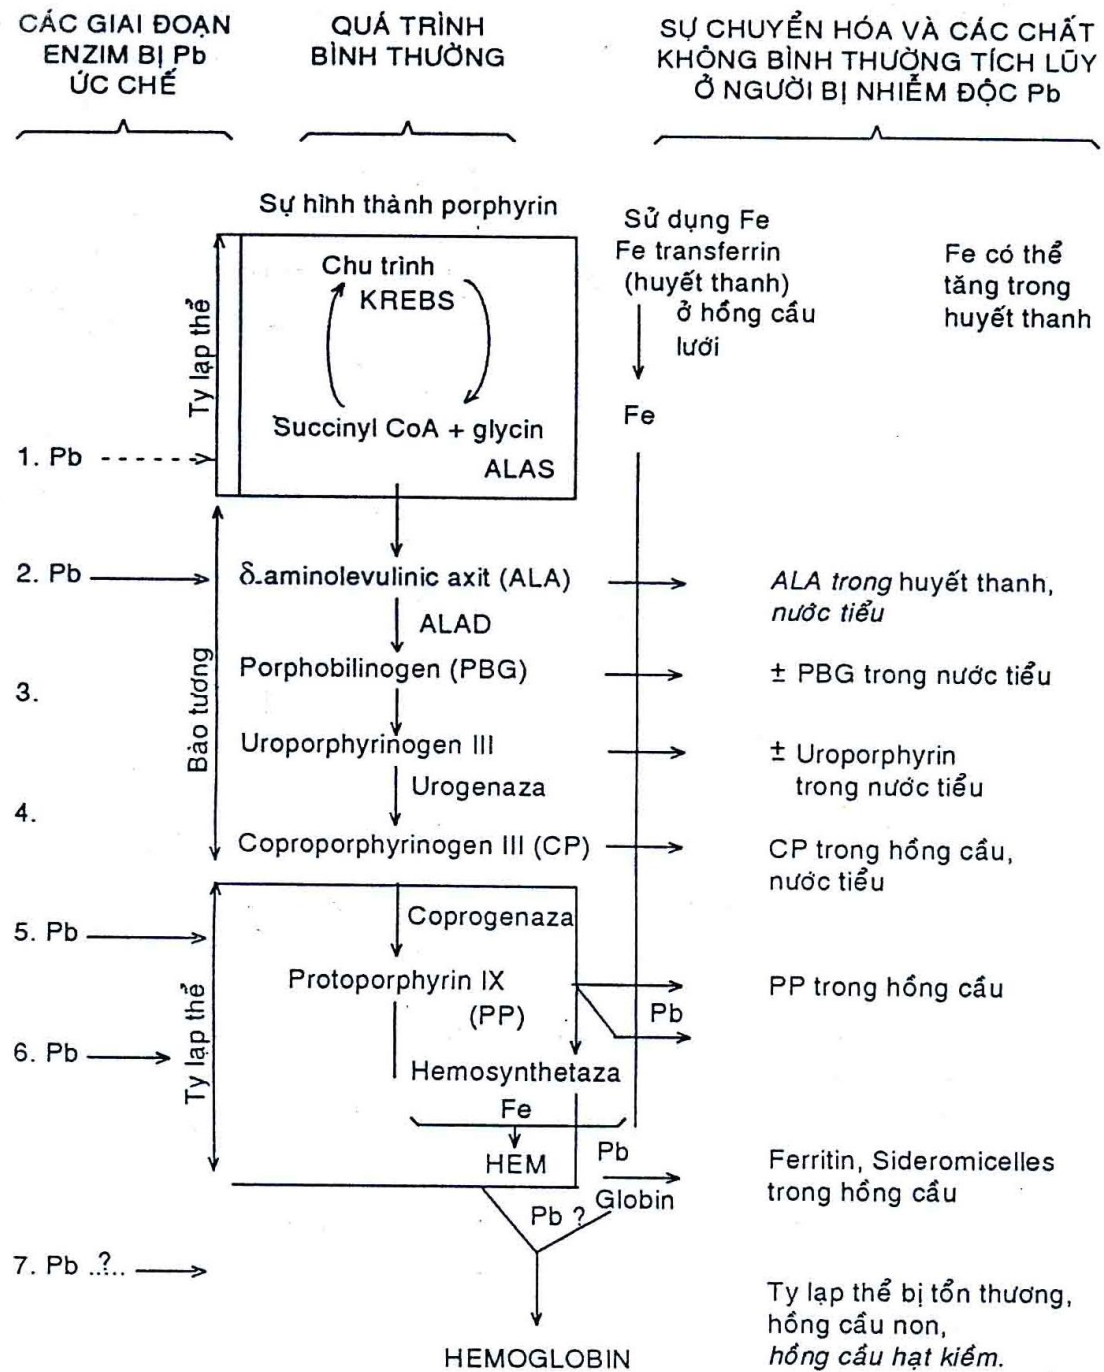 CÁC GIAI ĐOẠN
ENZIM BỊ Pb
ỨC CHẾ
QUÁ TRÌNH
BÌNH THƯỜNG
SỰ CHUYỂN HÓA VÀ CÁC CHẤT
KHÔNG BÌNH THƯỜNG TÍCH LŨY
Ở NGƯỜI BỊ NHIỄM ĐỘC Pb
Sự hình thành porphyrin
Sử dụng Fe
Fe transferrin
(huyết thanh)
ở hồng cầu
lưới
Fe có thể
tăng trong
huyết thanh
Ty lạp thể
Chu trình
KREBS
Succinyl CoA + glycin
ALAS
Fe
1. Pb
2. Pb
δ-aminolevulinic axit (ALA)
ALA trong huyết thanh,
nước tiểu
ALAD
Bào tương
3.
Porphobilinogen (PBG)
± PBG trong nước tiểu
Uroporphyrinogen III
± Uroporphyrin
trong nước tiểu
Urogenaza
4.
Coproporphyrinogen III (CP)
CP trong hồng cầu,
nước tiểu
5. Pb
Coprogenaza
Ty lạp thể
Protoporphyrin IX
(PP)
PP trong hồng cầu
Pb
6. Pb
Hemosynthetaza
Fe
HEM
Pb
Globin
Ferritin, Sideromicelles
trong hồng cầu
Pb ?
7. Pb ..?..
Ty lạp thể bị tổn thương,
hồng cầu non,
hồng cầu hạt kiềm.
HEMOGLOBIN